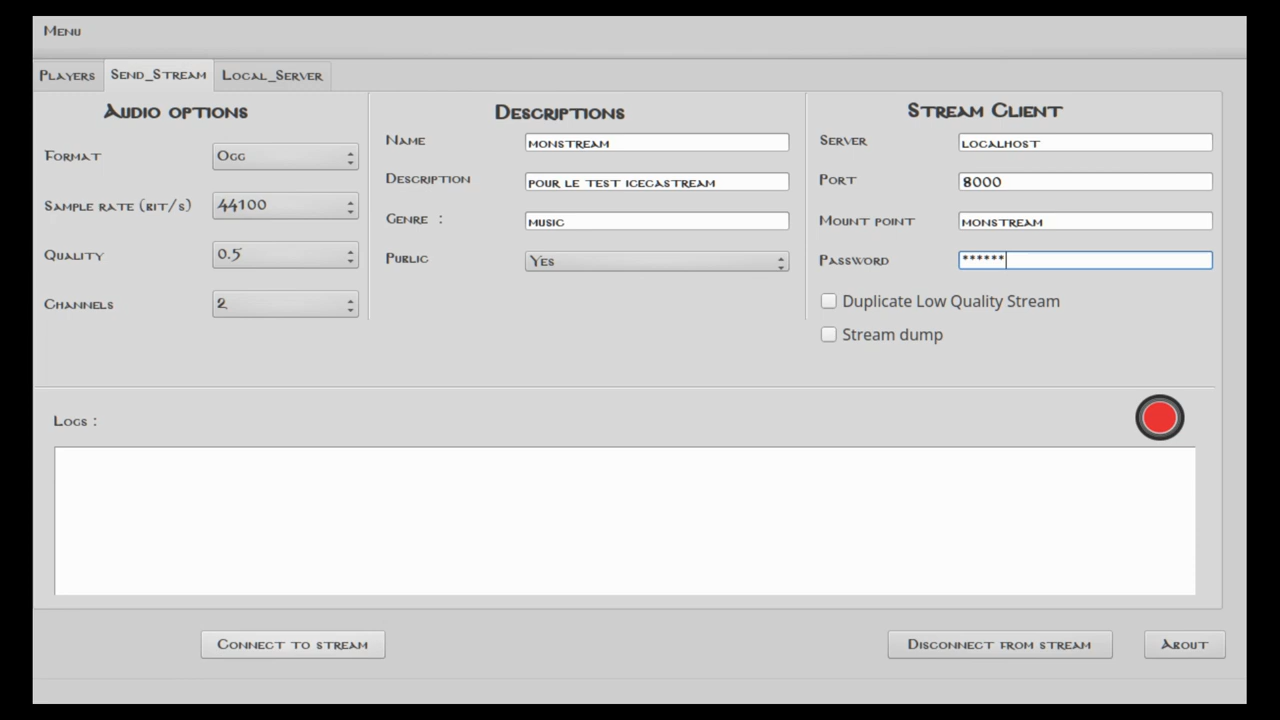 Menu
Players
Send_Stream
Local_Server
Audio options
Format
Ogg
Sample rate (bit/s)
44100
Quality
0.5
Channels
2
Descriptions
Name
monstream
Description
pour le test icecastream
Genre :
music
Public
Yes
Stream Client
Server
localhost
Port
8000
Mount point
monstream
Password
******
Duplicate Low Quality Stream
Stream dump
Logs :
Connect to stream
Disconnect from stream
About